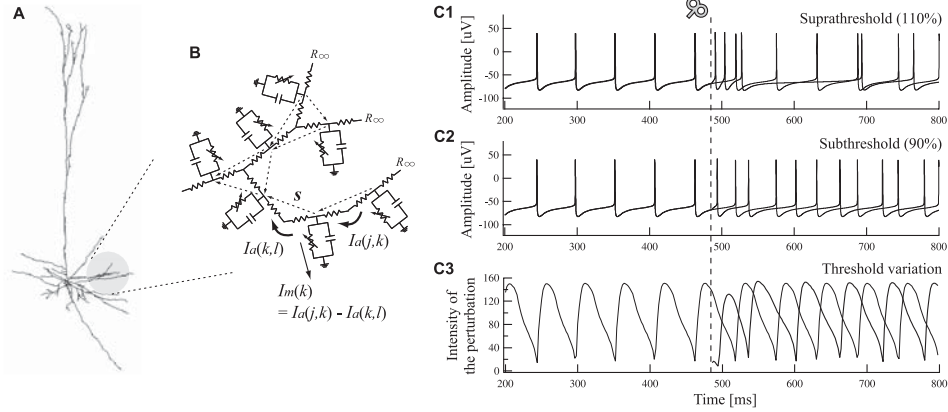 A
B
R∞
R∞
R∞
s
Ia(k,l)
Ia(j,k)
Im(k)
= Ia(j,k) - Ia(k,l)
C1
Suprathreshold (110%)
Amplitude [uV]
0
-50
-100
200 300 400 500 600 700 800
C2
Subthreshold (90%)
Amplitude [uV]
0
-50
-100
200 300 400 500 600 700 800
C3
Threshold variation
Intensity of
the perturbation
160
120
80
40
0
200 300 400 500 600 700 800
Time [ms]